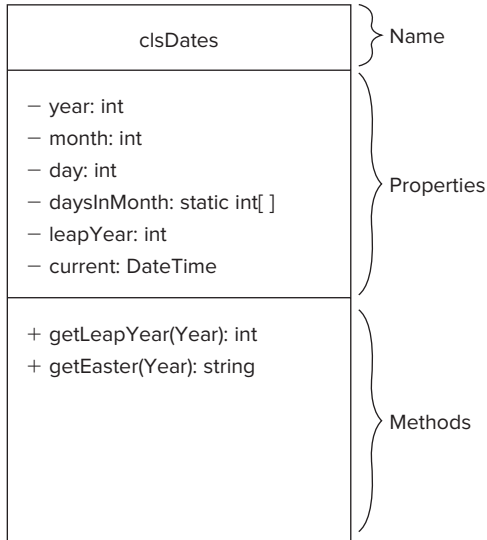 clsDates
Name
− year: int
− month: int
− day: int
− daysInMonth: static int[ ]
− leapYear: int
− current: DateTime
Properties
+ getLeapYear(Year): int
+ getEaster(Year): string
Methods